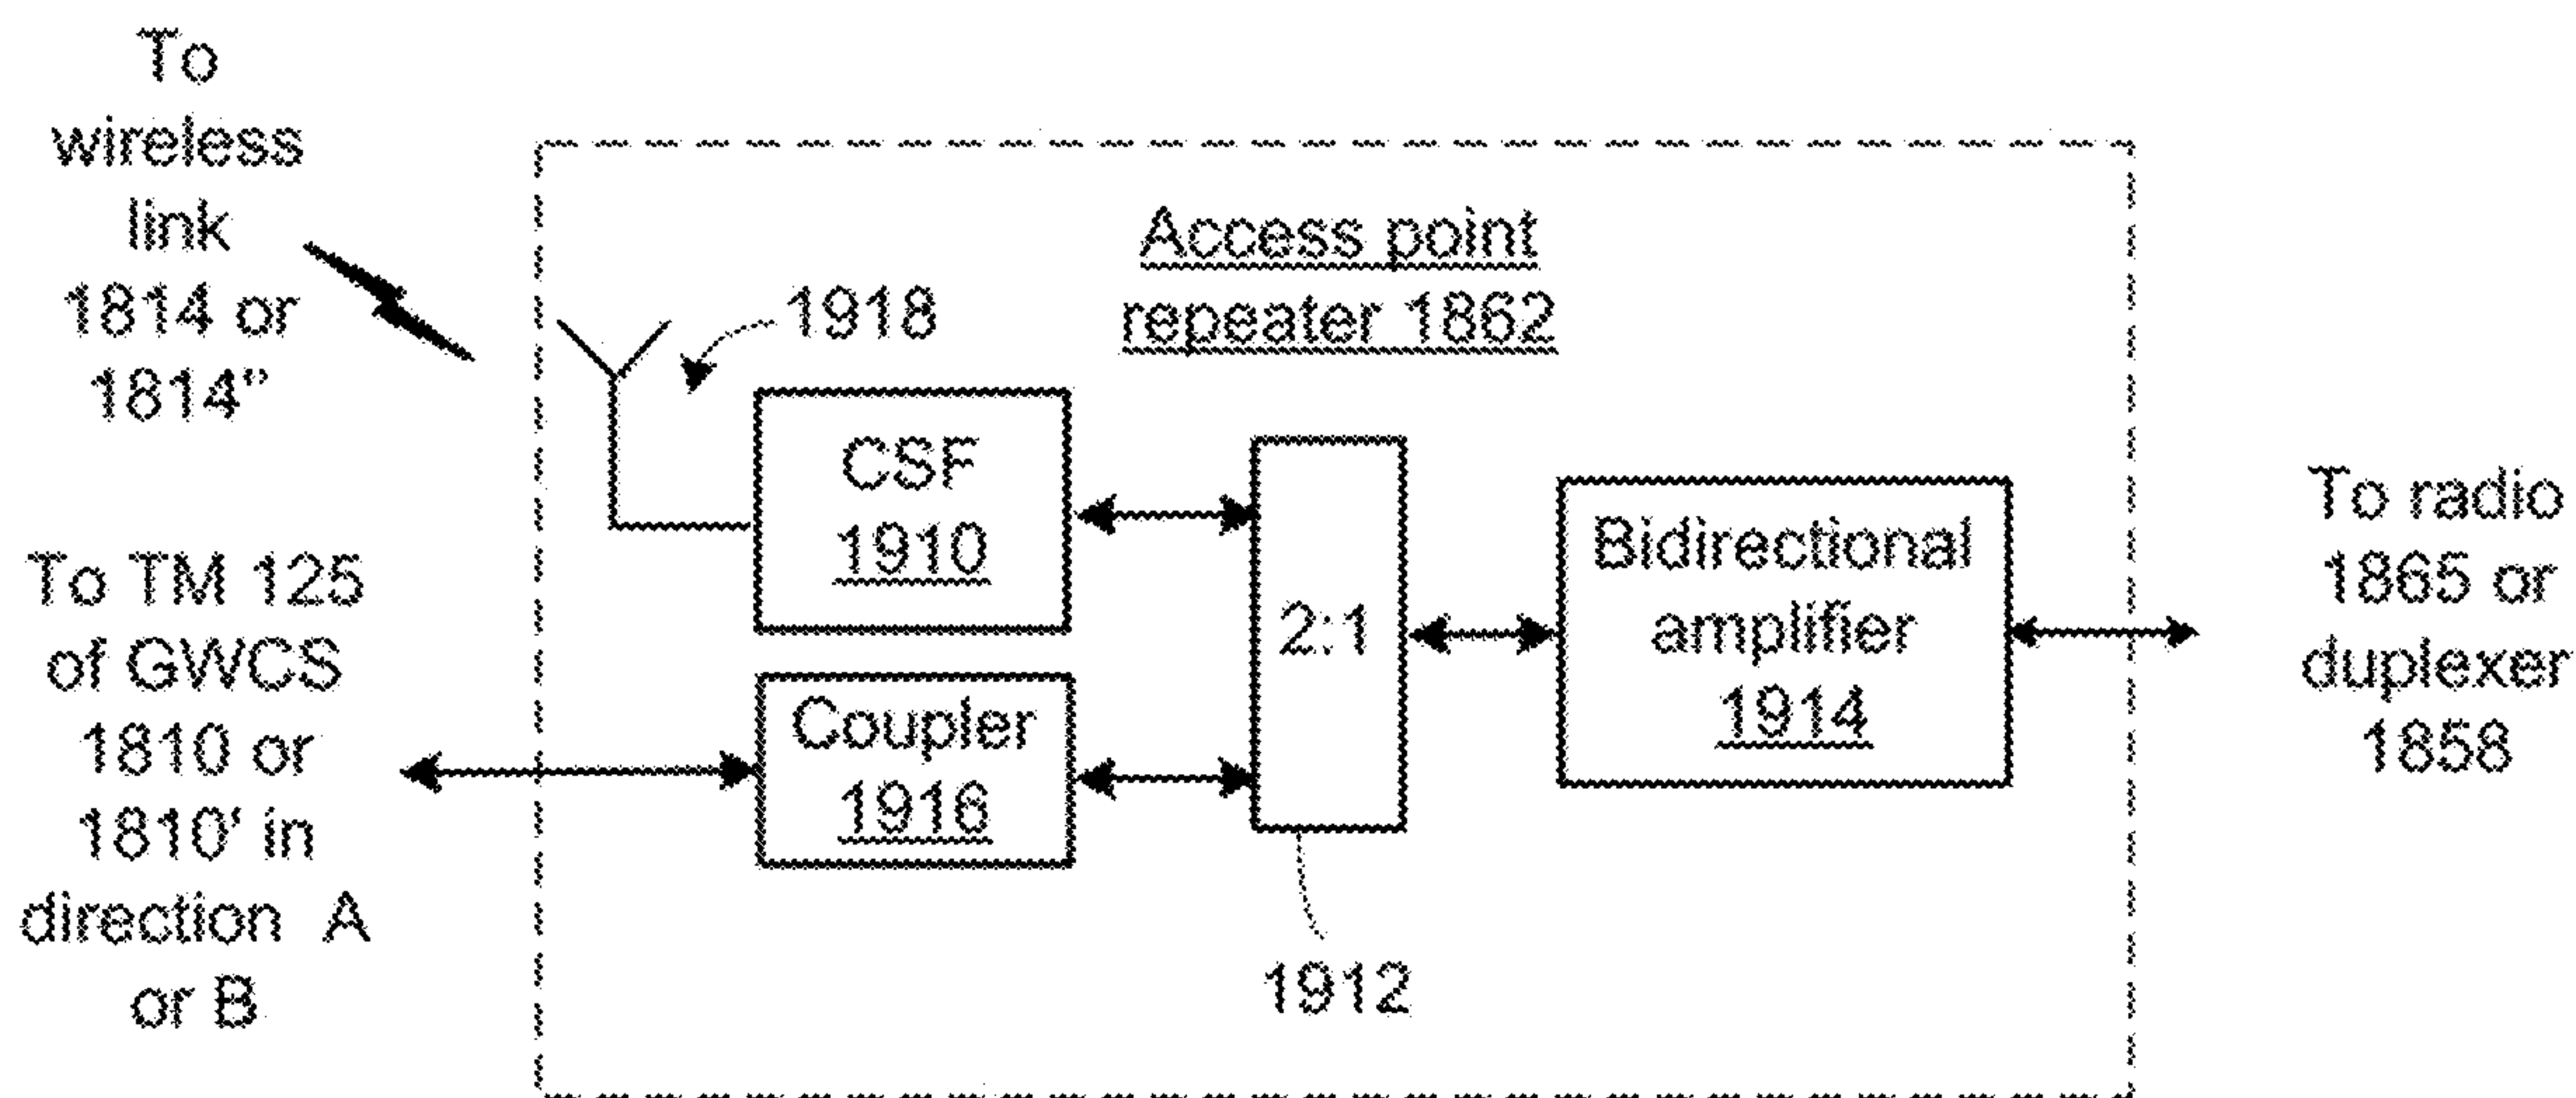 To
wireless
link
1814 or
1814"
To TM 125
of GWCS
1810 or
1810' in
direction A
or B
Access point
repeater 1862
1918
CSF
1910
Coupler
1916
2:1
1912
Bidirectional
amplifier
1914
To radio
1865 or
duplexer
1858